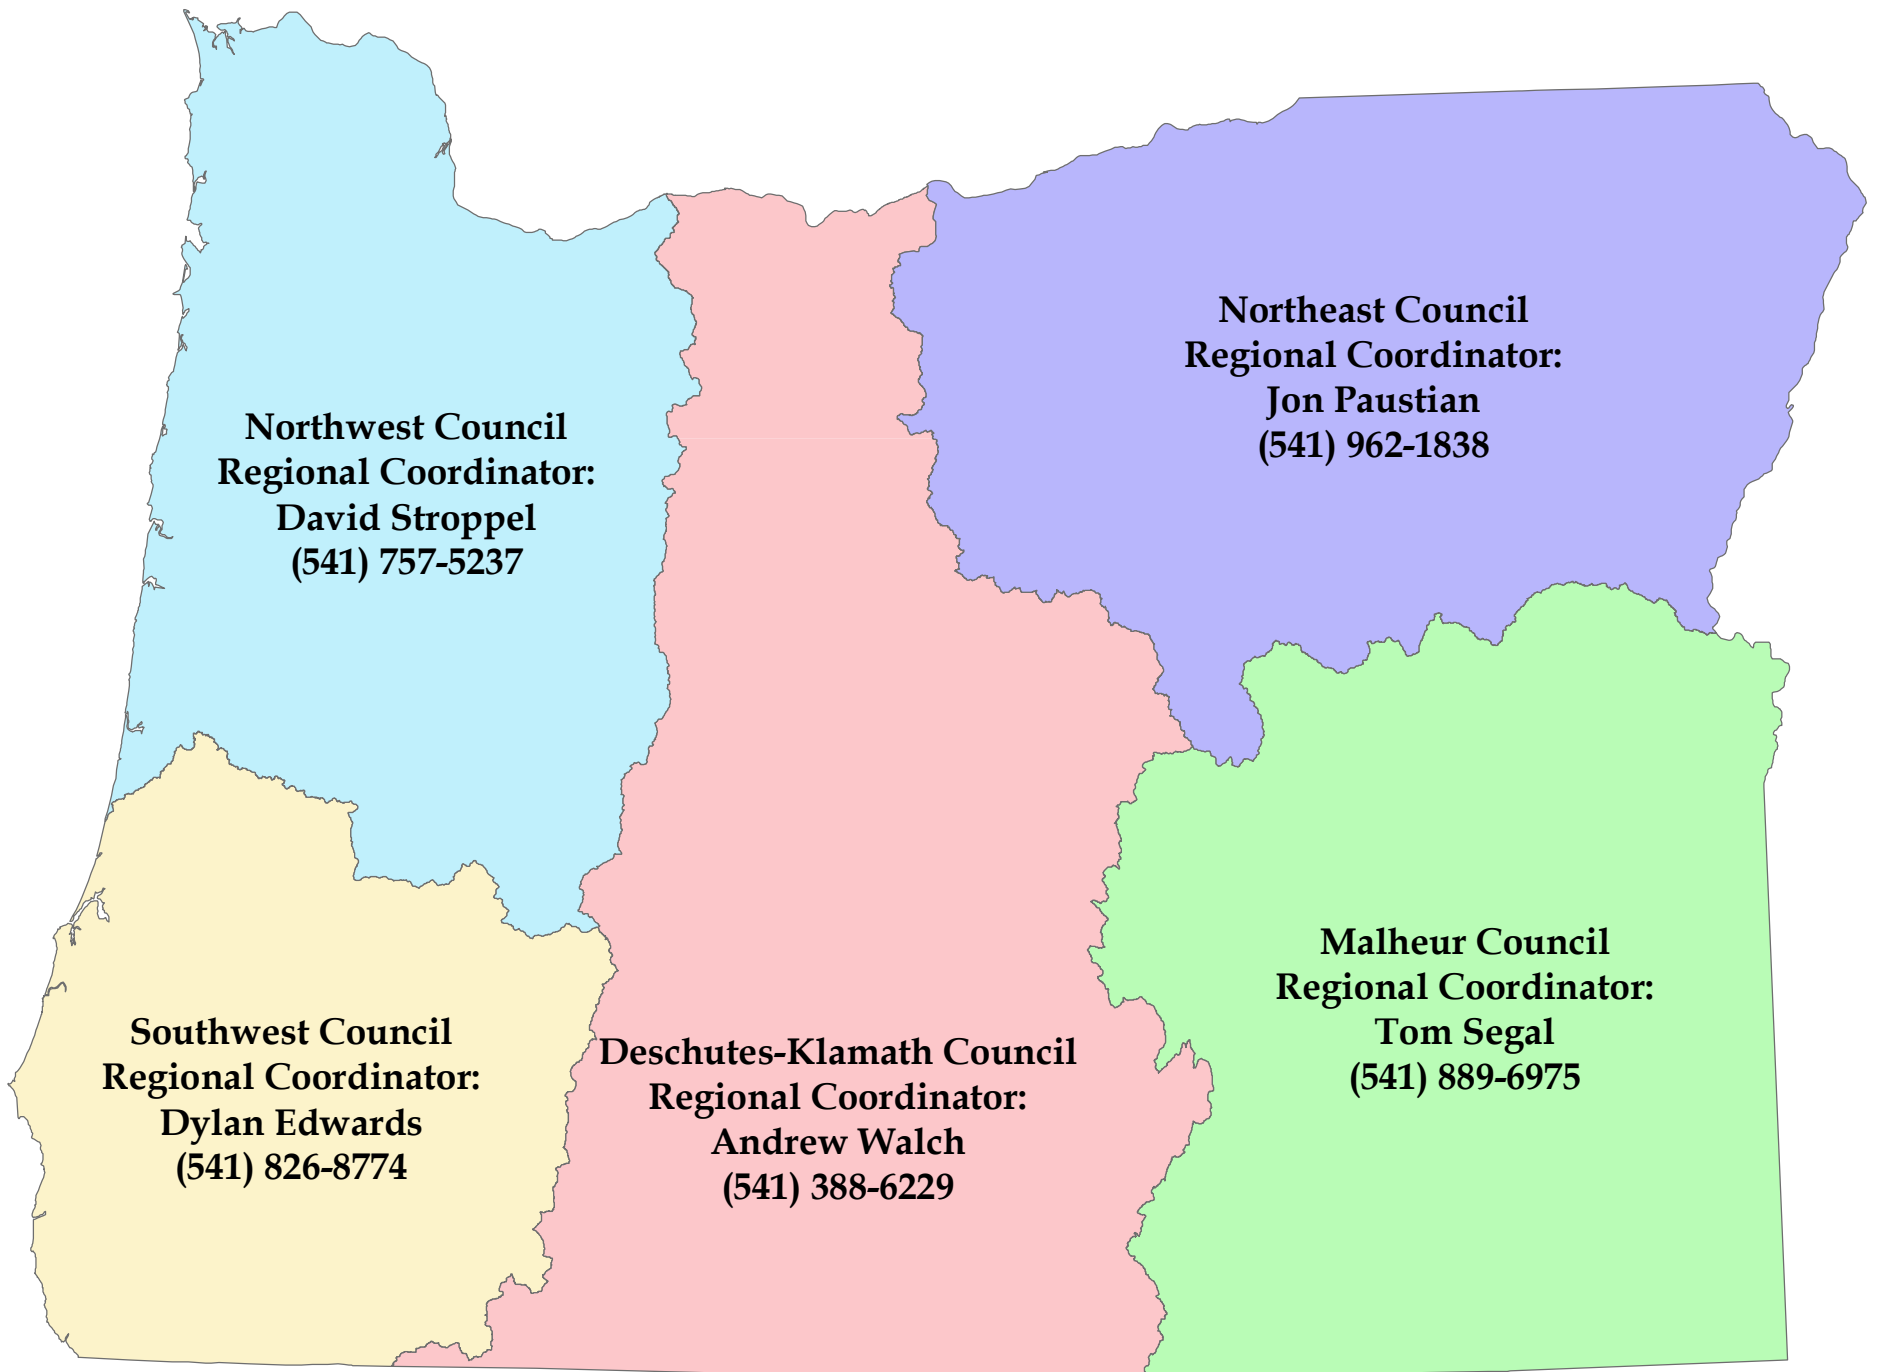 Northeast Council
Regional Coordinator:
Jon Paustian
(541) 962-1838
Northwest Council
Regional Coordinator:
David Stroppel
(541) 757-5237
Malheur Council
Regional Coordinator:
Tom Segal
(541) 889-6975
Southwest Council
Regional Coordinator:
Dylan Edwards
(541) 826-8774
Deschutes-Klamath Council
Regional Coordinator:
Andrew Walch
(541) 388-6229